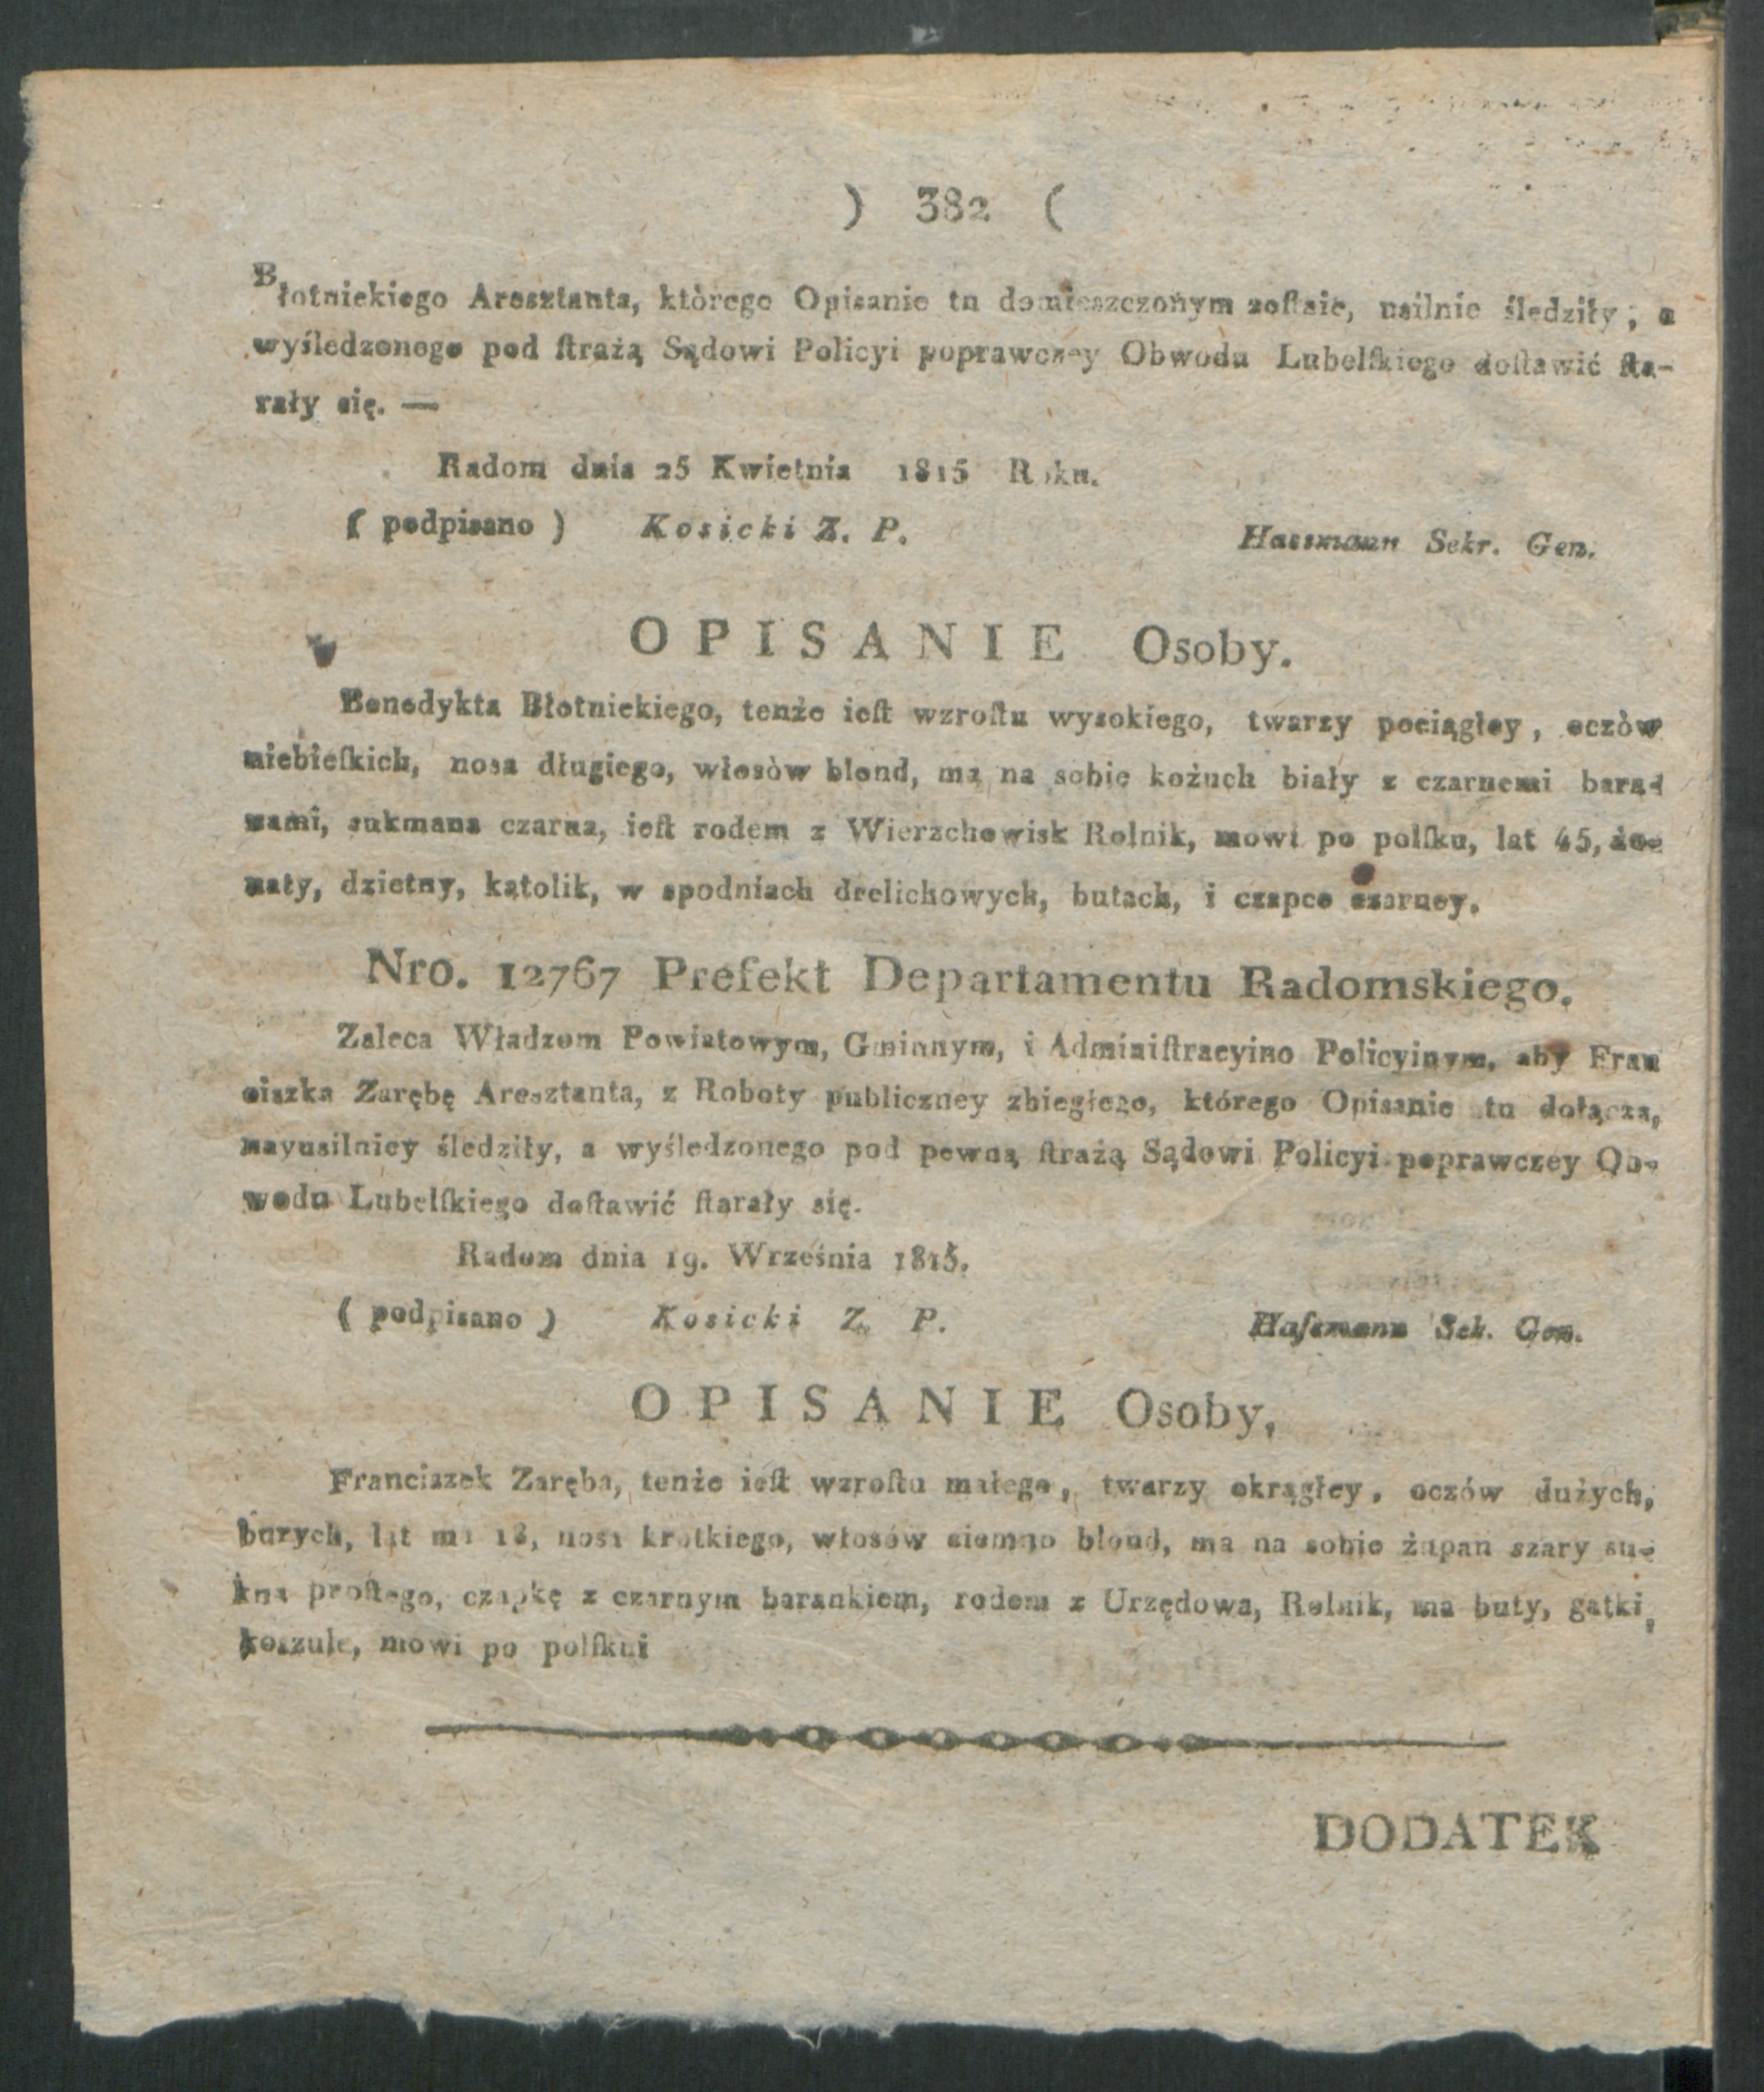 ) 382 (
Błotnickiego Aresztanta, ktòrego Opisanie tu domieszczonym zoſtaie, usilnie śledziły, a
wyśledzonego pod ſtrażą Sądowi Policyi poprawczey Obwodu Lubelſkiego doſtawić ſta-
rały się. —
Radom dnia 25 Kwietnia 1815 Roku.
( podpisano ) Kosicki Z. P. Hassmann Sekr. Gen.
OPISANIE Osoby.
Benedykta Błotnickiego, tenże ieſt wzroſtu wysokiego, twarzy pociągłey, oczòw
niebieſkich, nosa długiego, włosòw blond, ma na sobie kożuch biały z czarnemi bara-
nami, sukmana czarna, ieſt rodem z Wierzchowisk Rolnik, mowi po polſku, lat 45, żo-
naty, dzietny, katolik, w spodniach drelichowych, butach, i czapce czarney.
Nro. 12767 Prefekt Departamentu Radomskiego.
Zaleca Władzom Powiatowym, Gminnym, i Adminiſtracyino Policyinym, aby Fran
ciszka Zarębę Aresztanta, z Roboty publiczney zbiegłego, którego Opisanie tu dołącza,
nayusilniey śledziły, a wyśledzonego pod pewną ſtrażą Sądowi Policyi poprawczey Ob-
wodu Lubelſkiego doſtawić ſtarały się.
Radom dnia 19. Września 1815.
( podpisano ) Kosicki Z. P. Haſsmann Sek. Gen.
OPISANIE Osoby,
Franciszek Zaręba, tenże ieſt wzroſtu małego, twarzy okrągłey, oczów dużych,
burych, lat ma 18, nosa krotkiego, włosów ciemno blond, ma na sobie żupan szary su-
kna proſtego, czapkę z czarnym barankiem, rodem z Urzędowa, Rolnik, ma buty, gatki,
koszule, mowi po polſkui
DODATEK